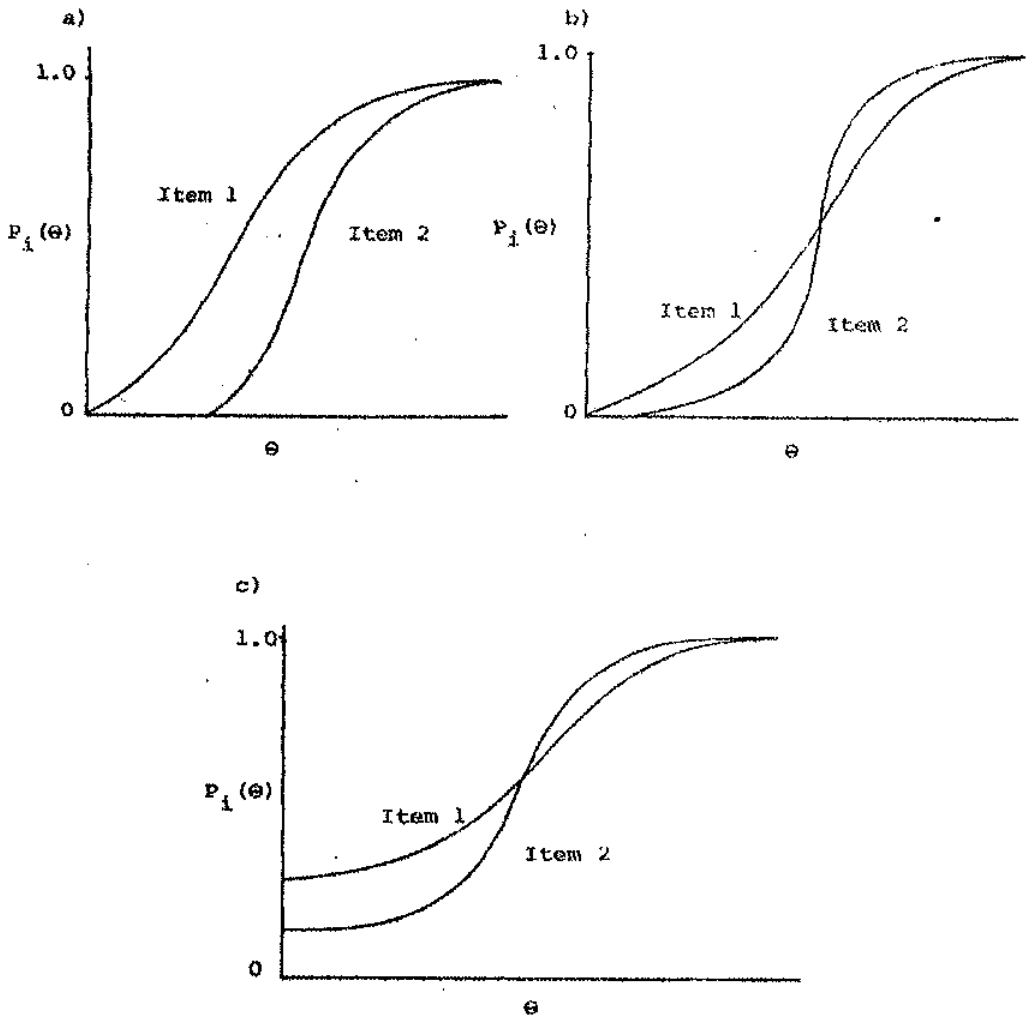 a)
1.0
Item 1
P_i(Θ)
Item 2
0
Θ
b)
1.0
P_i(Θ)
Item 1
Item 2
0
Θ
c)
1.0
P_i(Θ)
Item 1
Item 2
0
Θ